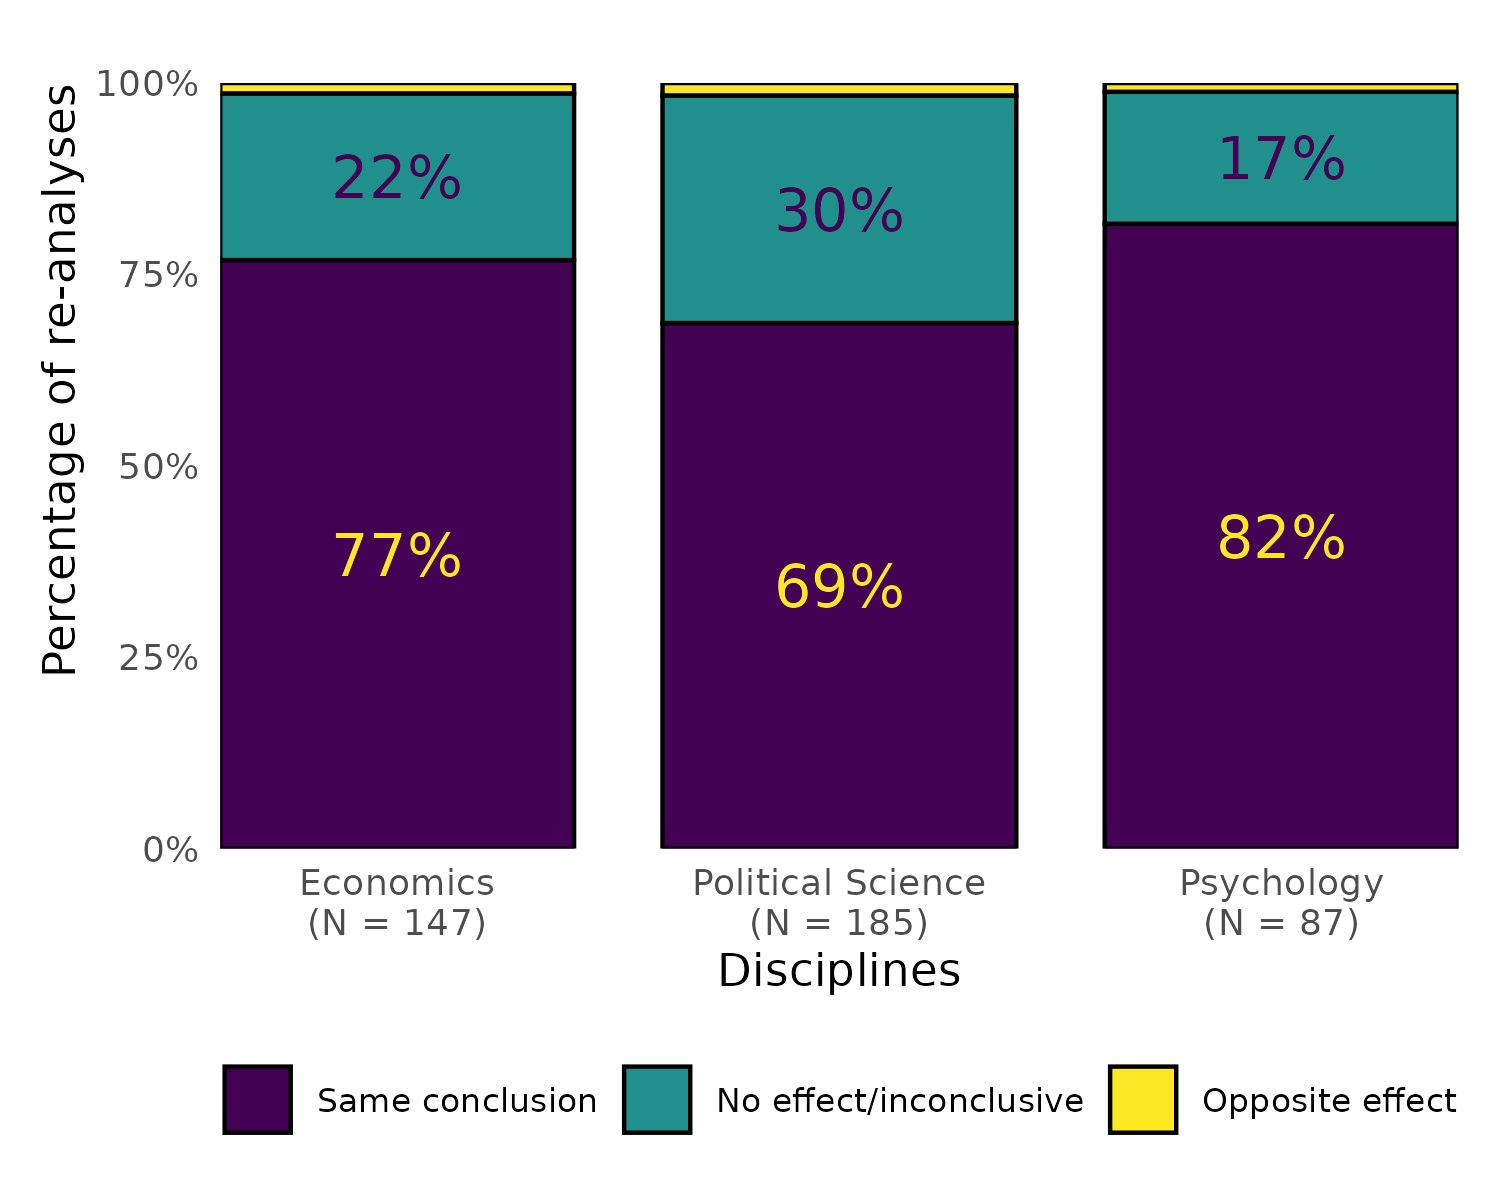 Percentage of re-analyses
100%
75%
50%
25%
0%
22%
77%
30%
69%
17%
82%
Economics
(N = 147)
Political Science
(N = 185)
Psychology
(N = 87)
Disciplines
Same conclusion
No effect/inconclusive
Opposite effect